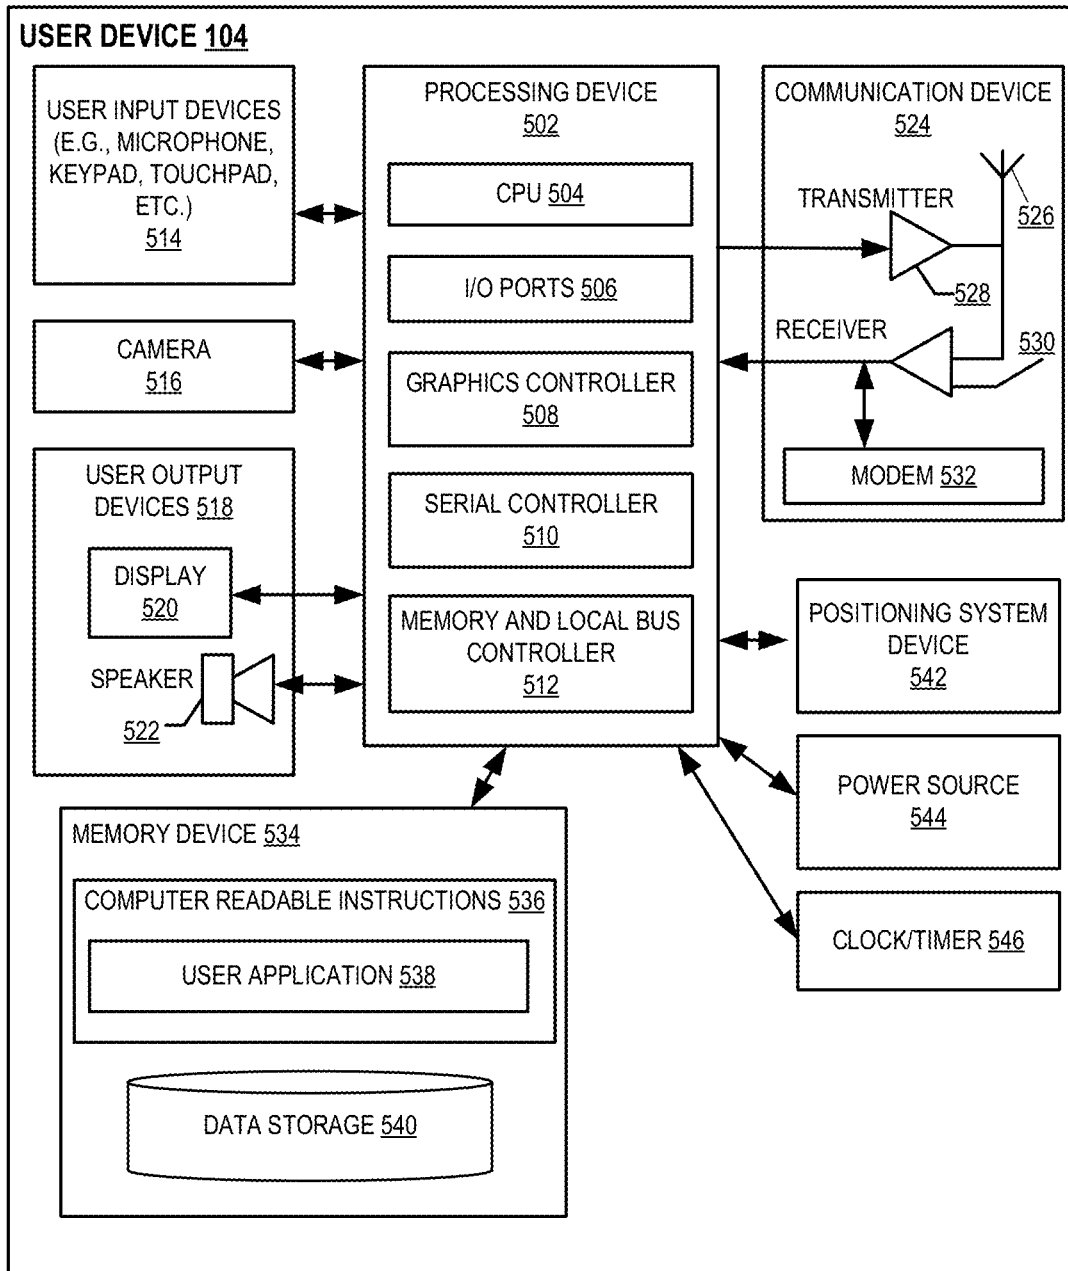 USER DEVICE 104
USER INPUT DEVICES
(E.G., MICROPHONE,
KEYPAD, TOUCHPAD,
ETC.)
514
CAMERA
516
USER OUTPUT
DEVICES 518
DISPLAY
520
SPEAKER
522
PROCESSING DEVICE
502
CPU 504
I/O PORTS 506
GRAPHICS CONTROLLER
508
SERIAL CONTROLLER
510
MEMORY AND LOCAL BUS
CONTROLLER
512
COMMUNICATION DEVICE
524
TRANSMITTER
526
528
RECEIVER
530
MODEM 532
POSITIONING SYSTEM
DEVICE
542
POWER SOURCE
544
CLOCK/TIMER 546
MEMORY DEVICE 534
COMPUTER READABLE INSTRUCTIONS 536
USER APPLICATION 538
DATA STORAGE 540